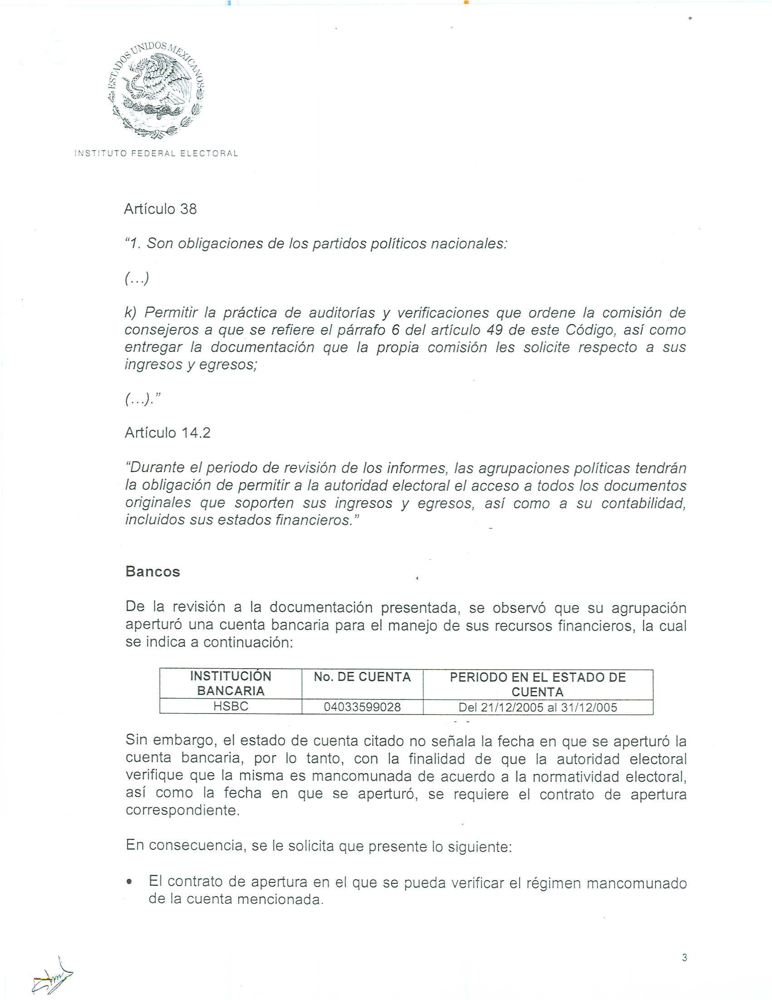 ESTADOS UNIDOS MEXICANOS
INSTITUTO FEDERAL ELECTORAL
Artículo 38
“1. Son obligaciones de los partidos políticos nacionales:
(...)
k) Permitir la práctica de auditorías y verificaciones que ordene la comisión de
consejeros a que se refiere el párrafo 6 del artículo 49 de este Código, así como
entregar la documentación que la propia comisión les solicite respecto a sus
ingresos y egresos;
(...).”
Artículo 14.2
“Durante el periodo de revisión de los informes, las agrupaciones políticas tendrán
la obligación de permitir a la autoridad electoral el acceso a todos los documentos
originales que soporten sus ingresos y egresos, así como a su contabilidad,
incluidos sus estados financieros.”
Bancos
De la revisión a la documentación presentada, se observó que su agrupación
aperturó una cuenta bancaria para el manejo de sus recursos financieros, la cual
se indica a continuación:
INSTITUCIÓN BANCARIA No. DE CUENTA PERIODO EN EL ESTADO DE CUENTA
HSBC 04033599028 Del 21/12/2005 al 31/12/005
Sin embargo, el estado de cuenta citado no señala la fecha en que se aperturó la
cuenta bancaria, por lo tanto, con la finalidad de que la autoridad electoral
verifique que la misma es mancomunada de acuerdo a la normatividad electoral,
así como la fecha en que se aperturó, se requiere el contrato de apertura
correspondiente.
En consecuencia, se le solicita que presente lo siguiente:
• El contrato de apertura en el que se pueda verificar el régimen mancomunado
de la cuenta mencionada.
3